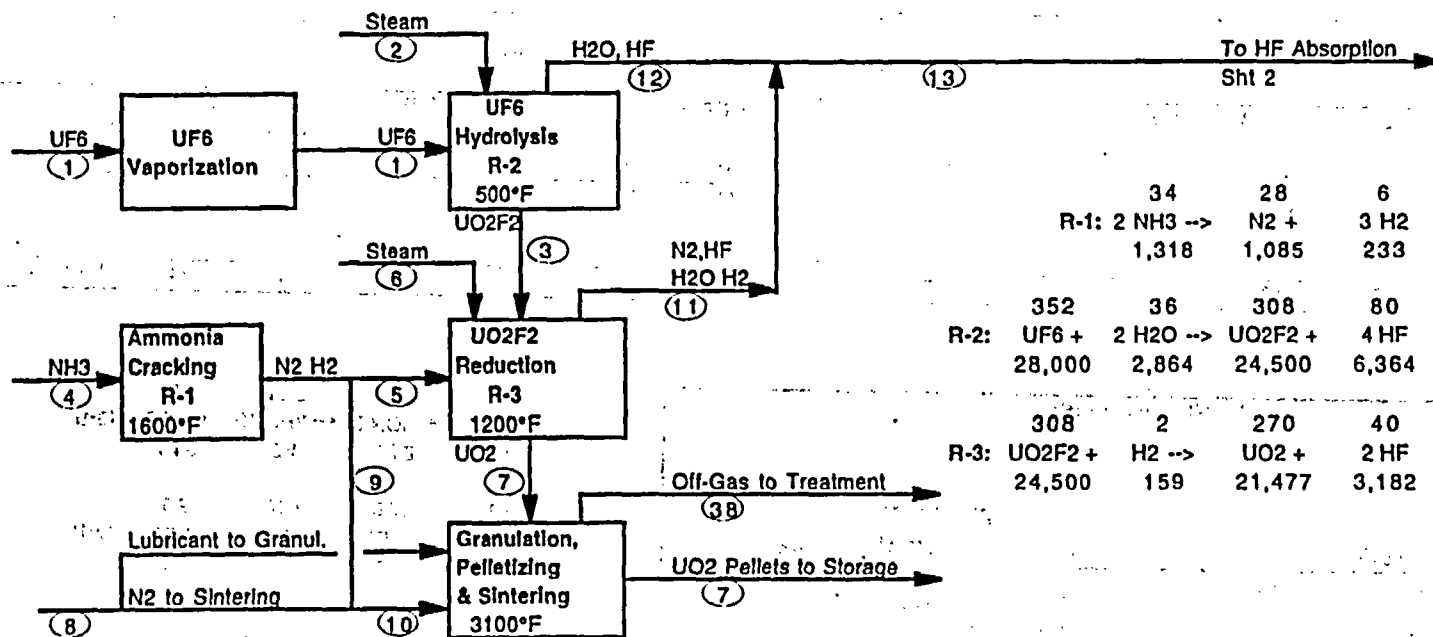 Steam
2
H2O, HF
12
13
To HF Absorption
Sht 2
UF6
1
UF6
Vaporization
UF6
1
UF6
Hydrolysis
R-2
500°F
UO2F2
3
Steam
6
N2,HF
H2O H2
11
34 28 6
R-1: 2 NH3 --> N2 + 3 H2
1,318 1,085 233
352 36 308 80
R-2: UF6 + 2 H2O --> UO2F2 + 4 HF
28,000 2,864 24,500 6,364
308 2 270 40
R-3: UO2F2 + H2 --> UO2 + 2 HF
24,500 159 21,477 3,182
NH3
4
Ammonia
Cracking
R-1
1600°F
N2 H2
5
UO2F2
Reduction
R-3
1200°F
UO2
7
9
Off-Gas to Treatment
38
Lubricant to Granul.
N2 to Sintering
8
10
Granulation,
Pelletizing
& Sintering
3100°F
UO2 Pellets to Storage
7